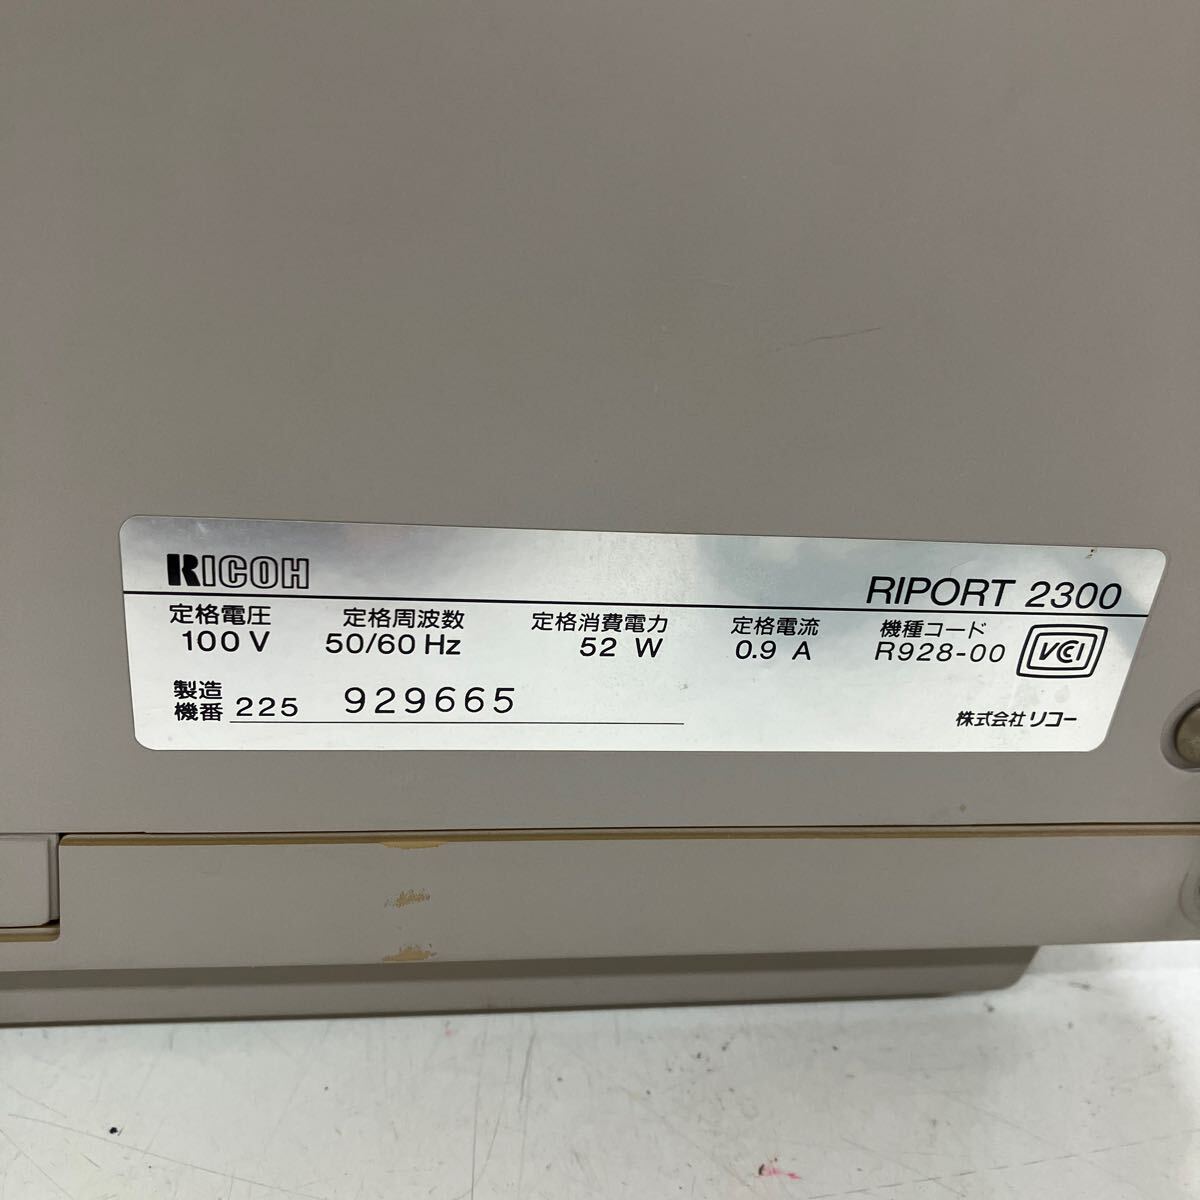 RICOH RIPORT 2300
定格電圧 定格周波数 定格消費電力 定格電流 機種コード
100 V 50/60 Hz 52 W 0.9 A R928-00 VCCI
製造
機番 225 929665
株式会社 リコー